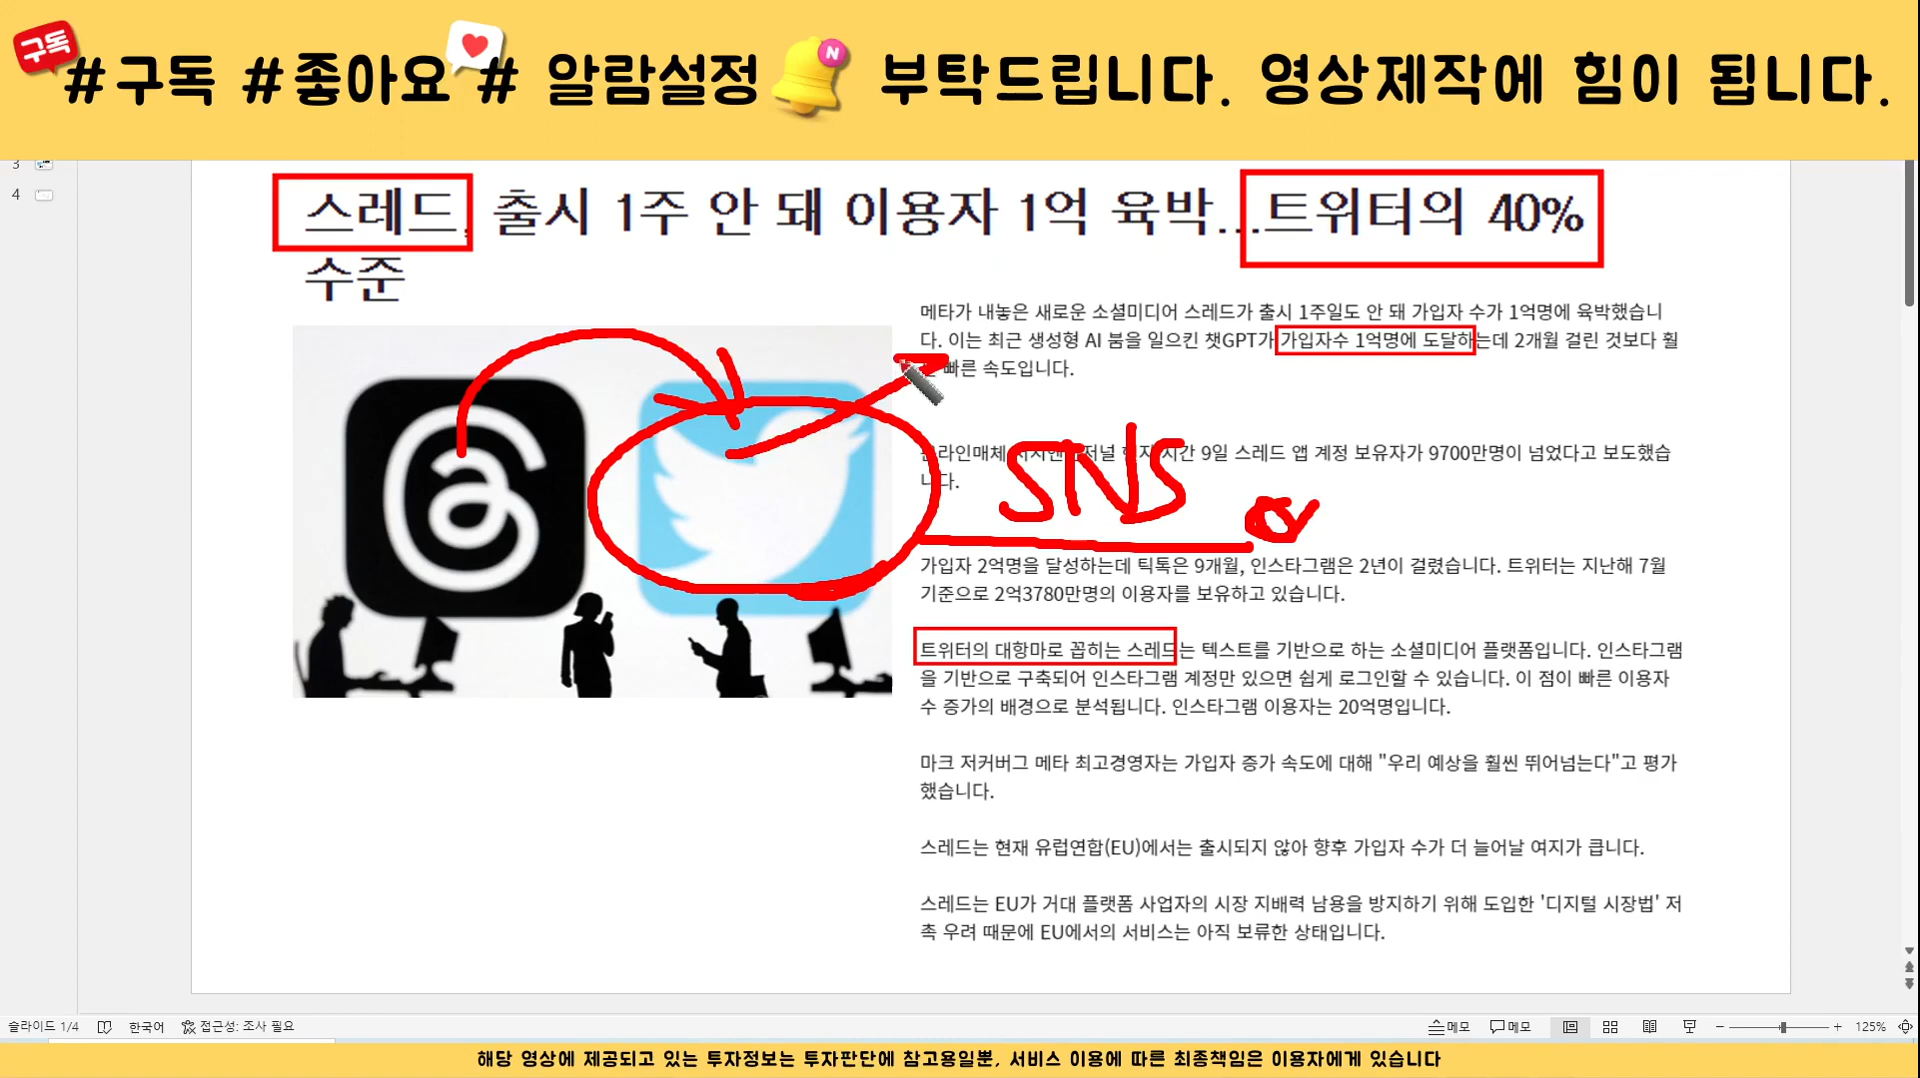 구독
#구독 #좋아요 # 알람설정 N 부탁드립니다. 영상제작에 힘이 됩니다.
3
4
스레드, 출시 1주 안 돼 이용자 1억 육박...트위터의 40%
수준
메타가 내놓은 새로운 소셜미디어 스레드가 출시 1주일도 안 돼 가입자 수가 1억명에 육박했습니
다. 이는 최근 생성형 AI 붐을 일으킨 챗GPT가 가입자수 1억명에 도달하는데 2개월 걸린 것보다 훨
빠른 속도입니다.
시간 9일 스레드 앱 계정 보유자가 9700만명이 넘었다고 보도했습
니다.
SNS
가입자 2억명을 달성하는데 틱톡은 9개월, 인스타그램은 2년이 걸렸습니다. 트위터는 지난해 7월
기준으로 2억3780만명의 이용자를 보유하고 있습니다.
트위터의 대항마로 꼽히는 스레드는 텍스트를 기반으로 하는 소셜미디어 플랫폼입니다. 인스타그램
을 기반으로 구축되어 인스타그램 계정만 있으면 쉽게 로그인할 수 있습니다. 이 점이 빠른 이용자
수 증가의 배경으로 분석됩니다. 인스타그램 이용자는 20억명입니다.
마크 저커버그 메타 최고경영자는 가입자 증가 속도에 대해 "우리 예상을 훨씬 뛰어넘는다"고 평가
했습니다.
스레드는 현재 유럽연합(EU)에서는 출시되지 않아 향후 가입자 수가 더 늘어날 여지가 큽니다.
스레드는 EU가 거대 플랫폼 사업자의 시장 지배력 남용을 방지하기 위해 도입한 '디지털 시장법' 저
촉 우려 때문에 EU에서의 서비스는 아직 보류한 상태입니다.
슬라이드 1/4 한국어 접근성: 조사 필요 메모 메모 125%
해당 영상에 제공되고 있는 투자정보는 투자판단에 참고용일뿐, 서비스 이용에 따른 최종책임은 이용자에게 있습니다